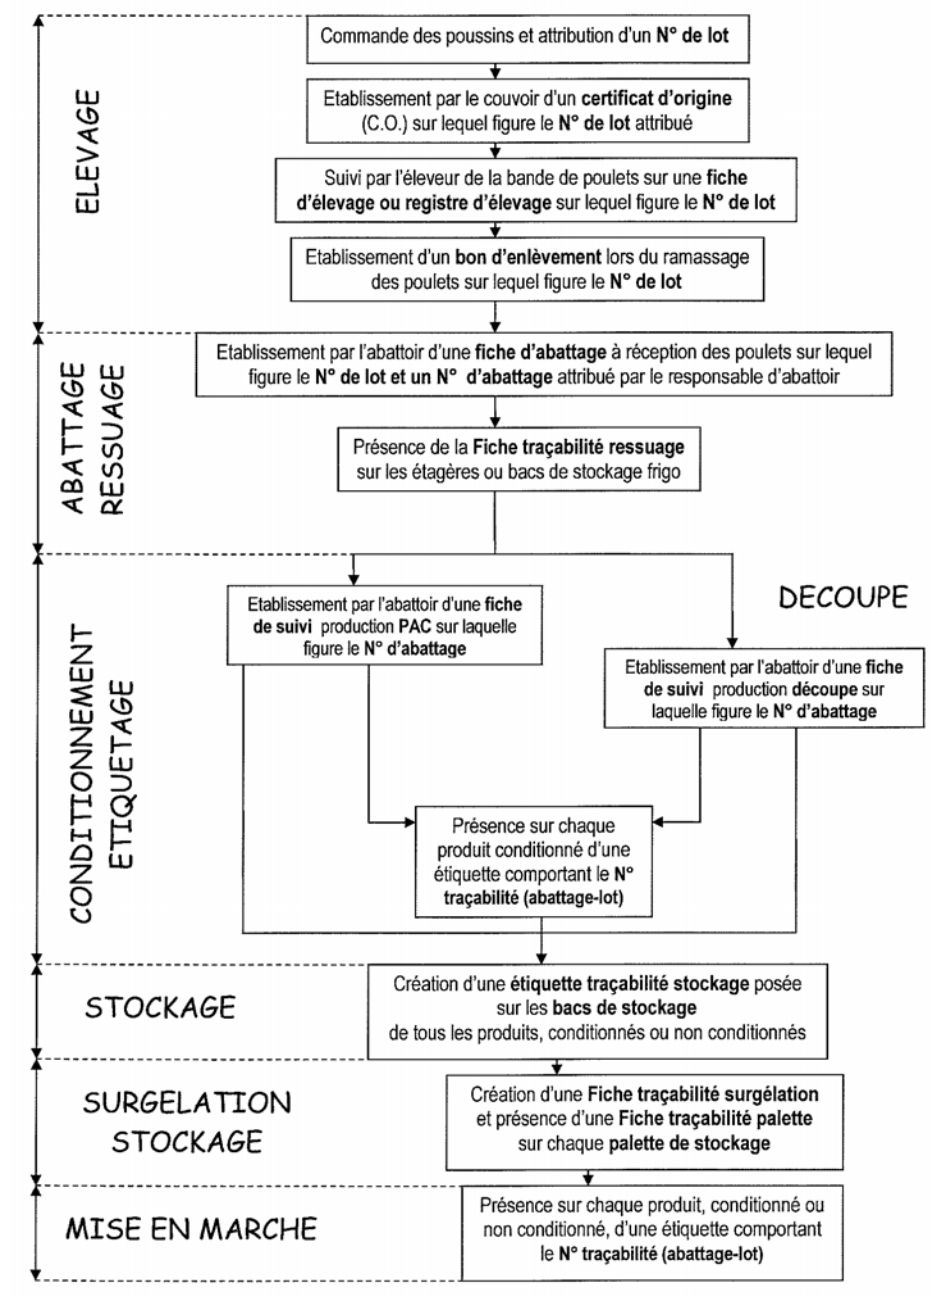 Commande des poussins et attribution d'un N° de lot
ELEVAGE
Etablissement par le couvoir d'un certificat d'origine
(C.O.) sur lequel figure le N° de lot attribué
Suivi par l'éleveur de la bande de poulets sur une fiche
d'élevage ou registre d'élevage sur lequel figure le N° de lot
Etablissement d'un bon d'enlèvement lors du ramassage
des poulets sur lequel figure le N° de lot
ABATTAGE
RESSUAGE
Etablissement par l'abattoir d'une fiche d'abattage à réception des poulets sur lequel
figure le N° de lot et un N° d'abattage attribué par le responsable d'abattoir
Présence de la Fiche traçabilité ressuage
sur les étagères ou bacs de stockage frigo
CONDITIONNEMENT
ETIQUETAGE
Etablissement par l'abattoir d'une fiche
de suivi production PAC sur laquelle
figure le N° d'abattage
DECOUPE
Etablissement par l'abattoir d'une fiche
de suivi production découpe sur
laquelle figure le N° d'abattage
Présence sur chaque
produit conditionné d'une
étiquette comportant le N°
traçabilité (abattage-lot)
STOCKAGE
Création d'une étiquette traçabilité stockage posée
sur les bacs de stockage
de tous les produits, conditionnés ou non conditionnés
SURGELATION
STOCKAGE
Création d'une Fiche traçabilité surgélation
et présence d'une Fiche traçabilité palette
sur chaque palette de stockage
MISE EN MARCHE
Présence sur chaque produit, conditionné ou
non conditionné, d'une étiquette comportant
le N° traçabilité (abattage-lot)